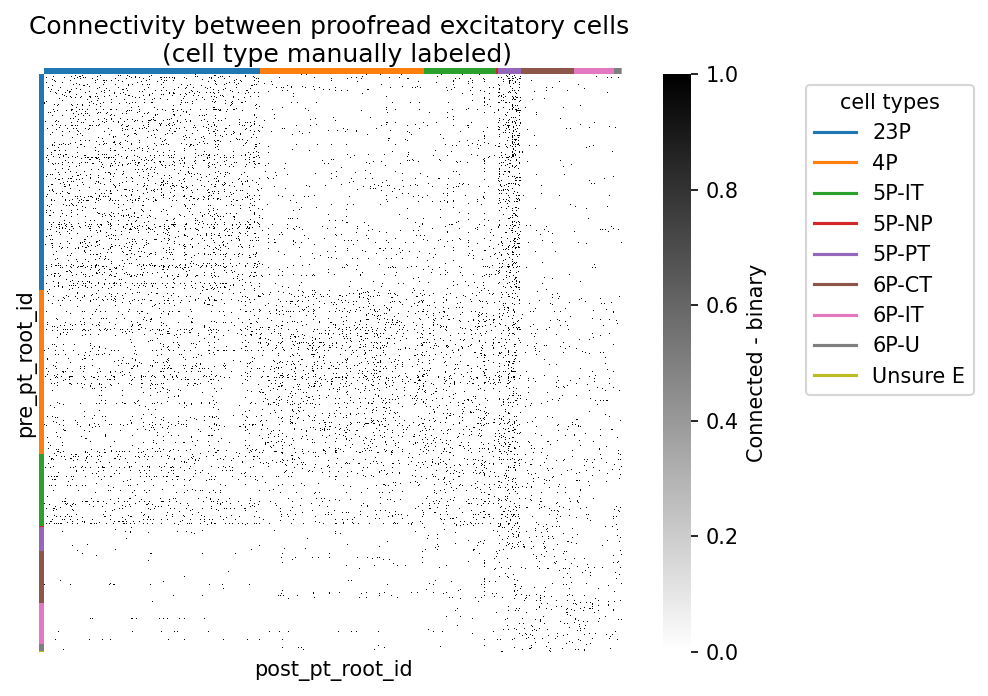 Connectivity between proofread excitatory cells
(cell type manually labeled)
pre_pt_root_id
post_pt_root_id
1.0
0.8
0.6
0.4
0.2
0.0
Connected - binary
cell types
23P
4P
5P-IT
5P-NP
5P-PT
6P-CT
6P-IT
6P-U
Unsure E